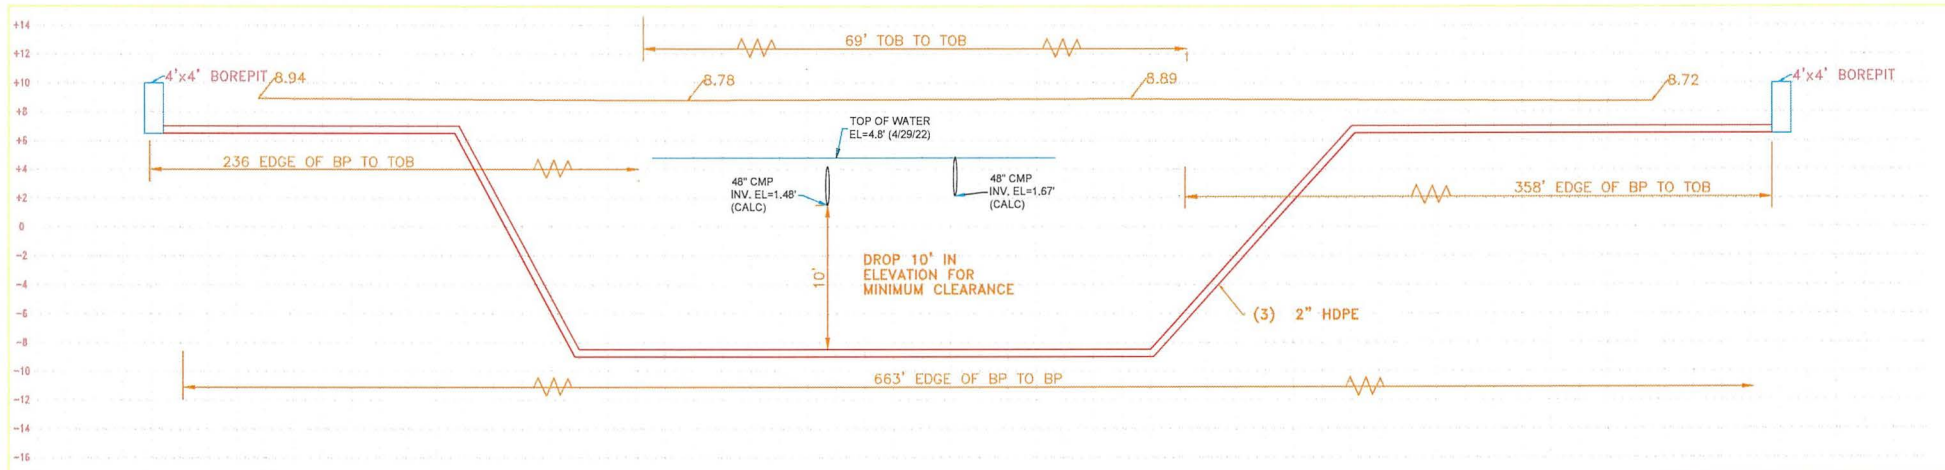 +14
+12
+10
+8
+6
+4
+2
0
-2
-4
-6
-8
-10
-12
-14
-16
69' TOB TO TOB
4'x4' BOREPIT
8.94
8.78
8.89
8.72
4'x4' BOREPIT
TOP OF WATER
EL=4.8' (4/29/22)
236 EDGE OF BP TO TOB
48" CMP
INV. EL=1.48'
(CALC)
48" CMP
INV. EL=1.67'
(CALC)
358' EDGE OF BP TO TOB
10'
DROP 10' IN
ELEVATION FOR
MINIMUM CLEARANCE
(3) 2" HDPE
663' EDGE OF BP TO BP